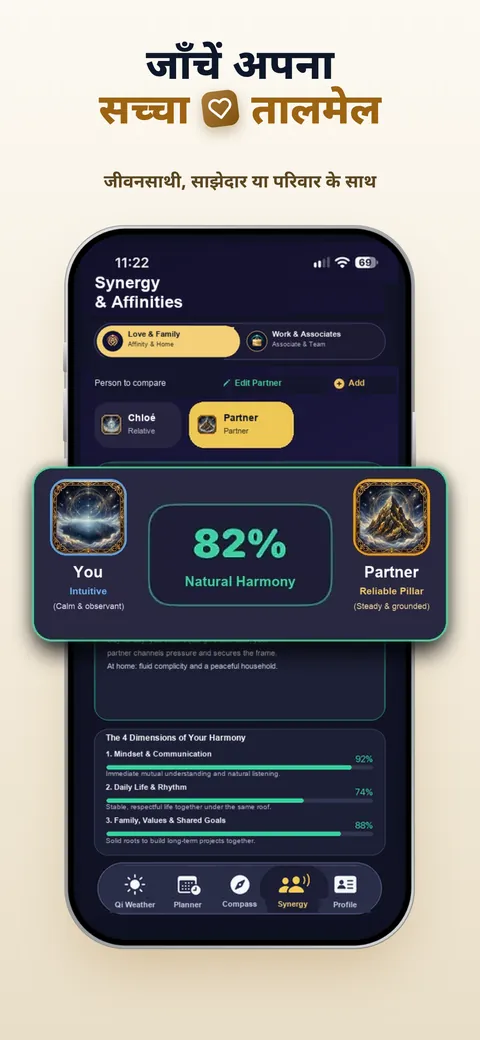 जाँचें अपना
सच्चा तालमेल
जीवनसाथी, साझेदार या परिवार के साथ
11:22
69
Synergy
& Affinities
Love & Family
Affinity & Home
Work & Associates
Associate & Team
Person to compare
Edit Partner
Add
Chloé
Relative
Partner
Partner
You
Intuitive
(Calm & observant)
82%
Natural Harmony
Partner
Reliable Pillar
(Steady & grounded)
partner channels pressure and secures the frame.
At home: fluid complicity and a peaceful household.
The 4 Dimensions of Your Harmony
1. Mindset & Communication
92%
Immediate mutual understanding and natural listening.
2. Daily Life & Rhythm
74%
Stable, respectful life together under the same roof.
3. Family, Values & Shared Goals
88%
Solid roots to build long-term projects together.
Qi Weather
Planner
Compass
Synergy
Profile